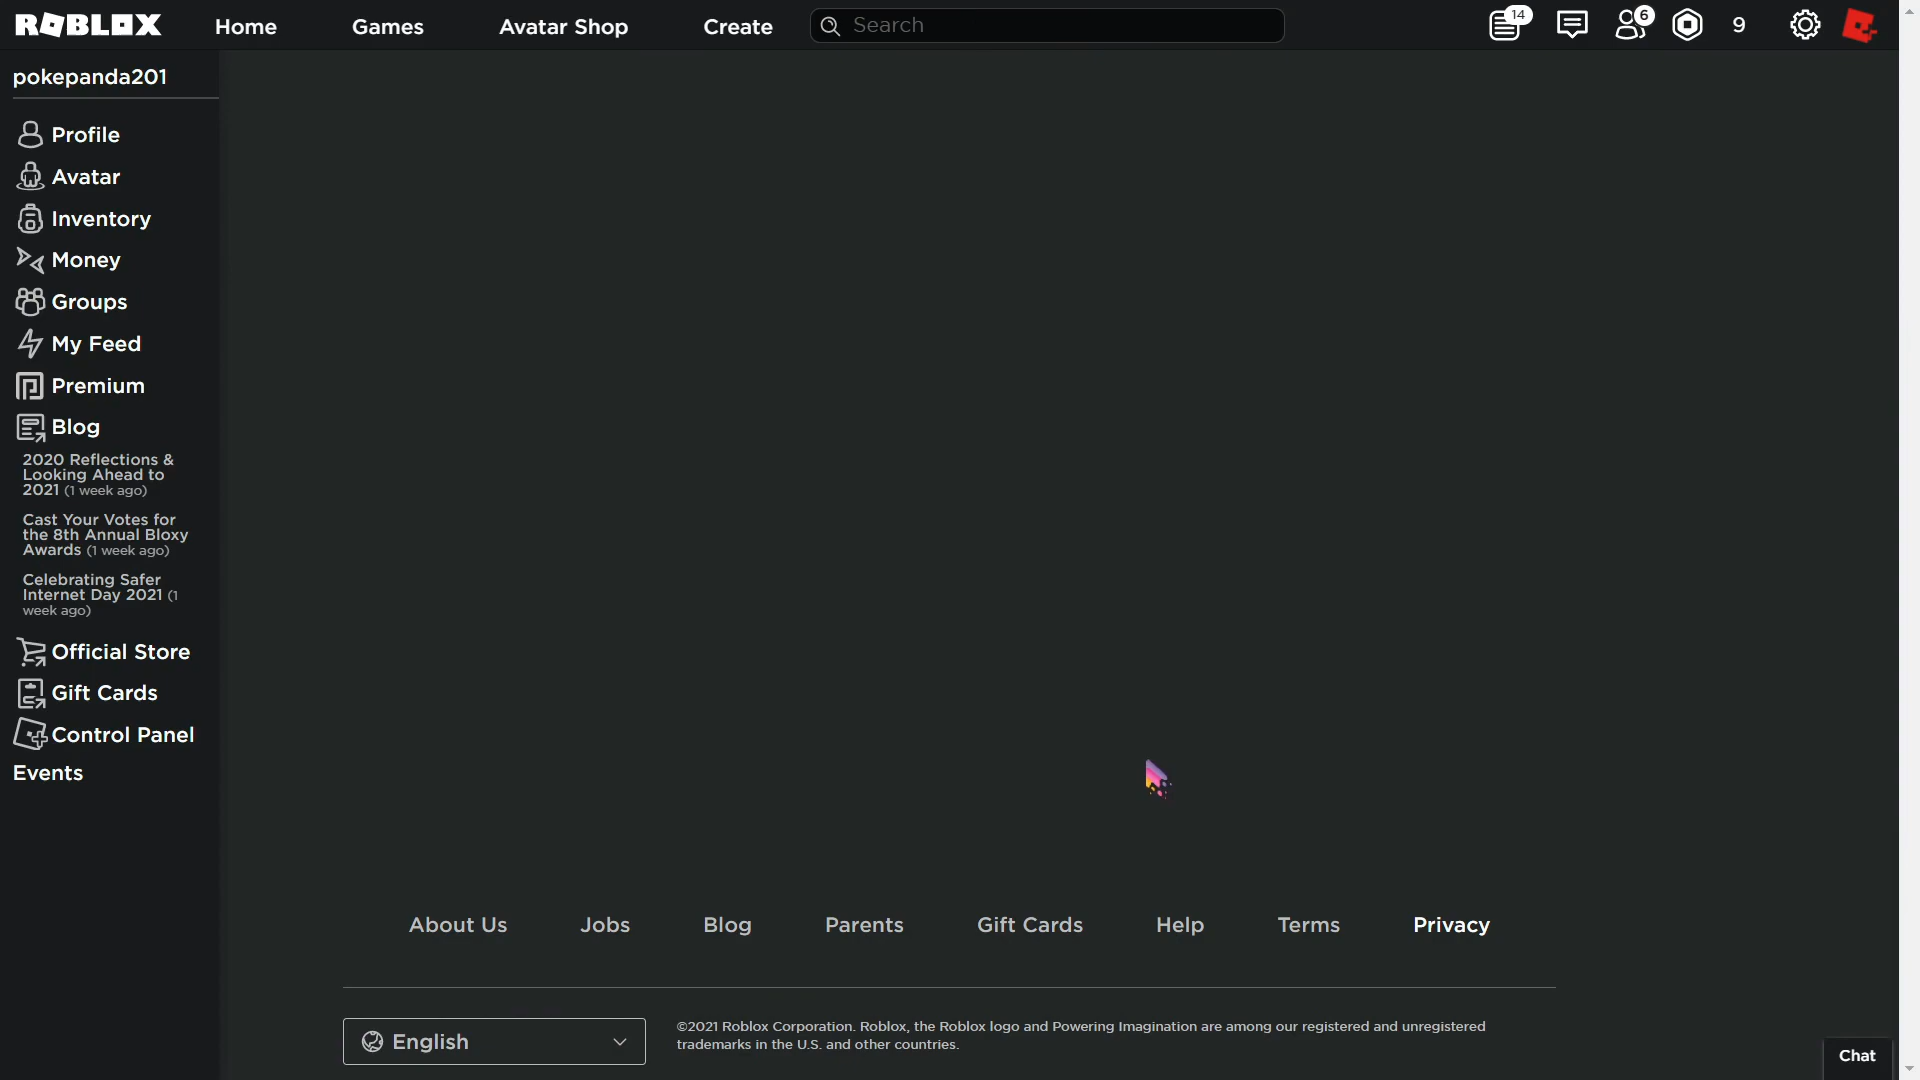 ROBLOX
Home
Games
Avatar Shop
Create
Search
14
6
9
pokepanda201
Profile
Avatar
Inventory
Money
Groups
My Feed
Premium
Blog
2020 Reflections &
Looking Ahead to
2021 (1 week ago)
Cast Your Votes for
the 8th Annual Bloxy
Awards (1 week ago)
Celebrating Safer
Internet Day 2021 (1
week ago)
Official Store
Gift Cards
Control Panel
Events
About Us
Jobs
Blog
Parents
Gift Cards
Help
Terms
Privacy
English
©2021 Roblox Corporation. Roblox, the Roblox logo and Powering Imagination are among our registered and unregistered
trademarks in the U.S. and other countries.
Chat